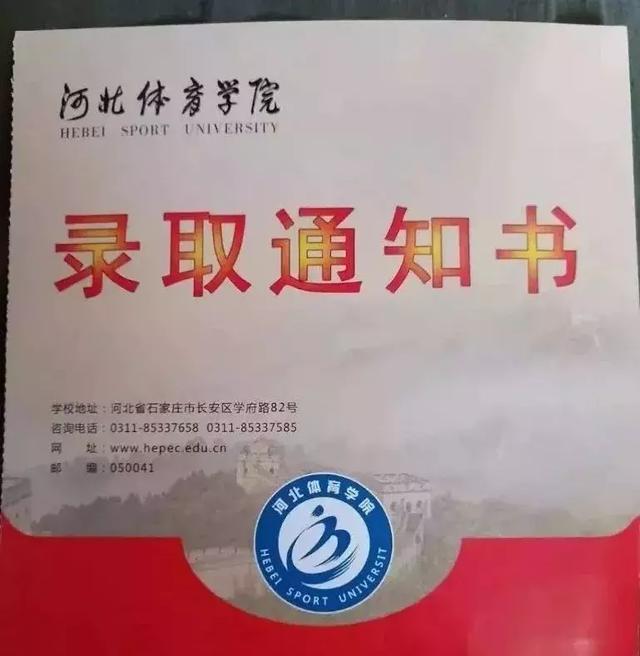 河北体育学院
HEBEI SPORT UNIVERSITY
录取通知书
学校地址：河北省石家庄市长安区学府路82号
咨询电话：0311-85337658 0311-85337585
网 址：www.hepec.edu.cn
邮 编：050041
河北体育学院
HEBEI SPORT UNIVERSIT